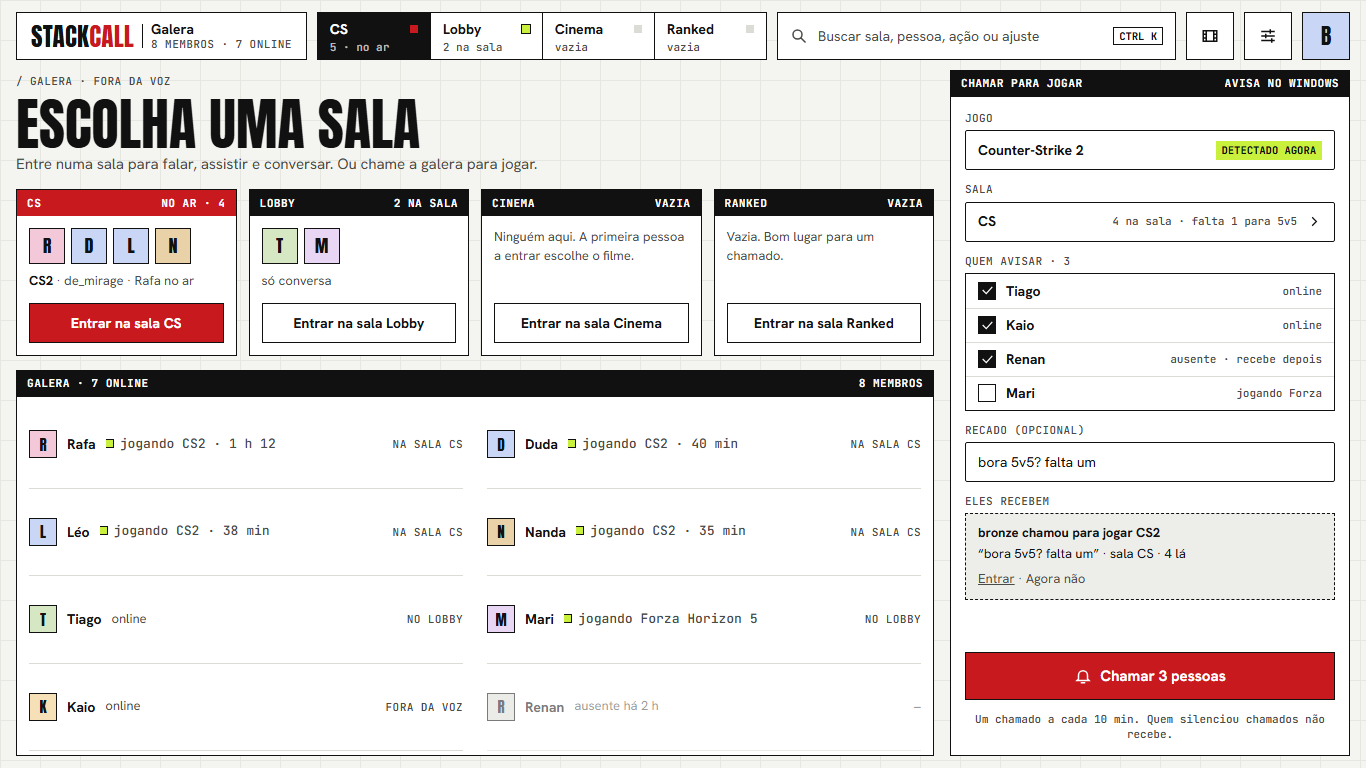 STACKCALL
Galera
8 MEMBROS · 7 ONLINE
CS
5 · no ar
Lobby
2 na sala
Cinema
vazia
Ranked
vazia
Buscar sala, pessoa, ação ou ajuste
CTRL K
B
/ GALERA · FORA DA VOZ
ESCOLHA UMA SALA
Entre numa sala para falar, assistir e conversar. Ou chame a galera para jogar.
CS NO AR · 4
R D L N
CS2 · de_mirage · Rafa no ar
Entrar na sala CS
LOBBY 2 NA SALA
T M
só conversa
Entrar na sala Lobby
CINEMA VAZIA
Ninguém aqui. A primeira pessoa
a entrar escolhe o filme.
Entrar na sala Cinema
RANKED VAZIA
Vazia. Bom lugar para um
chamado.
Entrar na sala Ranked
GALERA · 7 ONLINE 8 MEMBROS
R Rafa jogando CS2 · 1 h 12 NA SALA CS
D Duda jogando CS2 · 40 min NA SALA CS
L Léo jogando CS2 · 38 min NA SALA CS
N Nanda jogando CS2 · 35 min NA SALA CS
T Tiago online NO LOBBY
M Mari jogando Forza Horizon 5 NO LOBBY
K Kaio online FORA DA VOZ
R Renan ausente há 2 h –
CHAMAR PARA JOGAR AVISA NO WINDOWS
JOGO
Counter-Strike 2 DETECTADO AGORA
SALA
CS 4 na sala · falta 1 para 5v5
QUEM AVISAR · 3
Tiago online
Kaio online
Renan ausente · recebe depois
Mari jogando Forza
RECADO (OPCIONAL)
bora 5v5? falta um
ELES RECEBEM
bronze chamou para jogar CS2
“bora 5v5? falta um” · sala CS · 4 lá
Entrar · Agora não
Chamar 3 pessoas
Um chamado a cada 10 min. Quem silenciou chamados não
recebe.